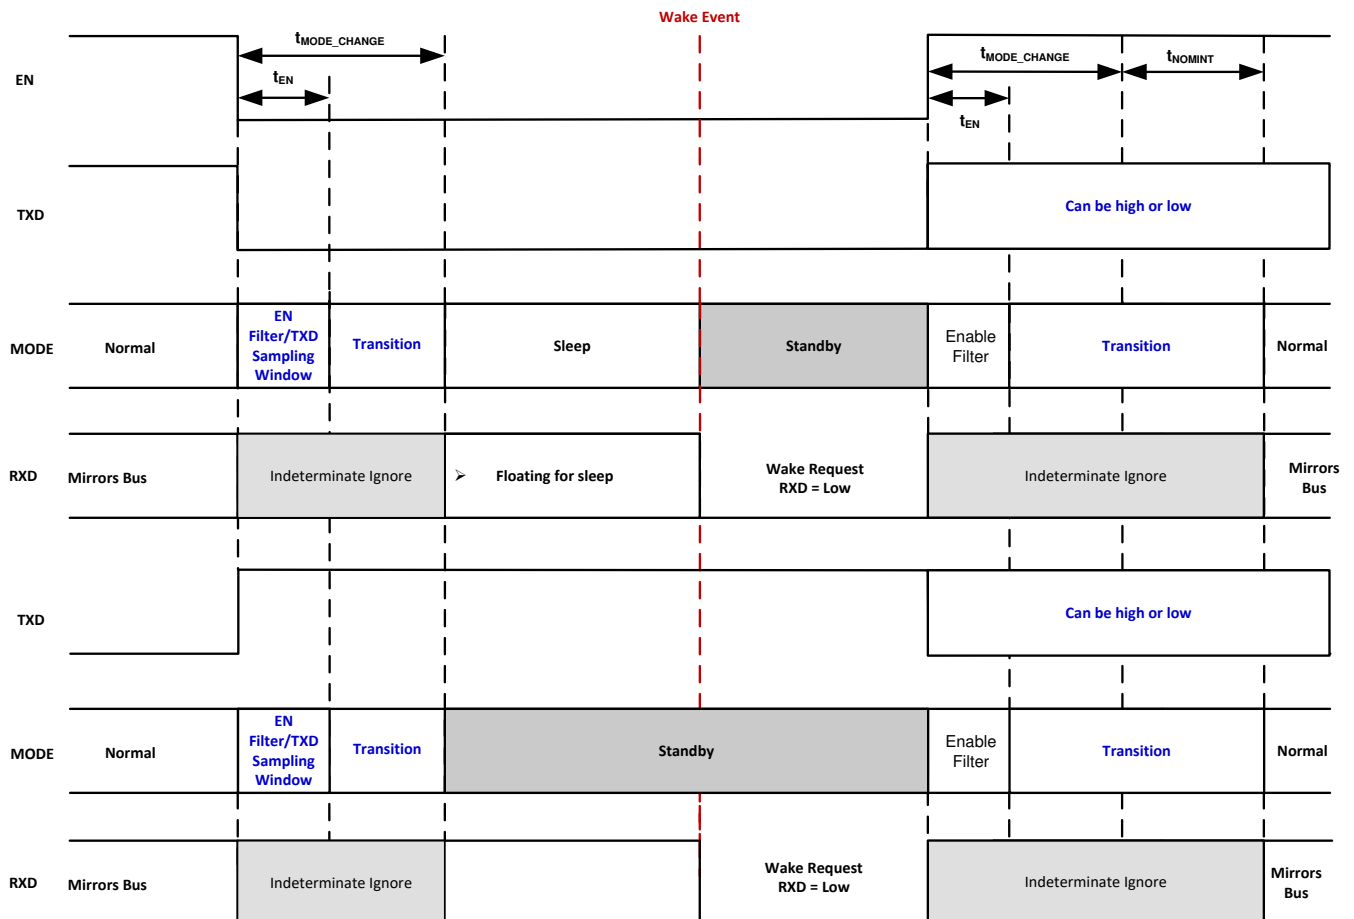 Wake Event
EN
tMODE_CHANGE
tEN
tMODE_CHANGE
tNOMINT
tEN
TXD
Can be high or low
MODE
Normal
EN
Filter/TXD
Sampling
Window
Transition
Sleep
Standby
Enable
Filter
Transition
Normal
RXD
Mirrors Bus
Indeterminate Ignore
➢ Floating for sleep
Wake Request
RXD = Low
Indeterminate Ignore
Mirrors
Bus
TXD
Can be high or low
MODE
Normal
EN
Filter/TXD
Sampling
Window
Transition
Standby
Enable
Filter
Transition
Normal
RXD
Mirrors Bus
Indeterminate Ignore
Wake Request
RXD = Low
Indeterminate Ignore
Mirrors
Bus